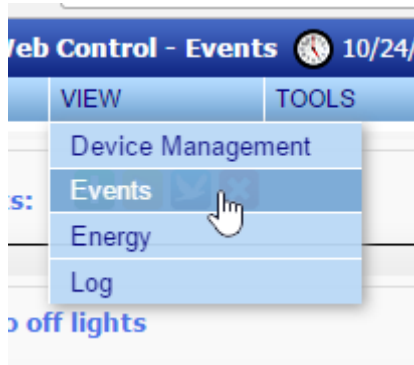 Web Control - Events 10/24/
VIEW TOOLS
Device Management
Events
s:
Energy
Log
o off lights